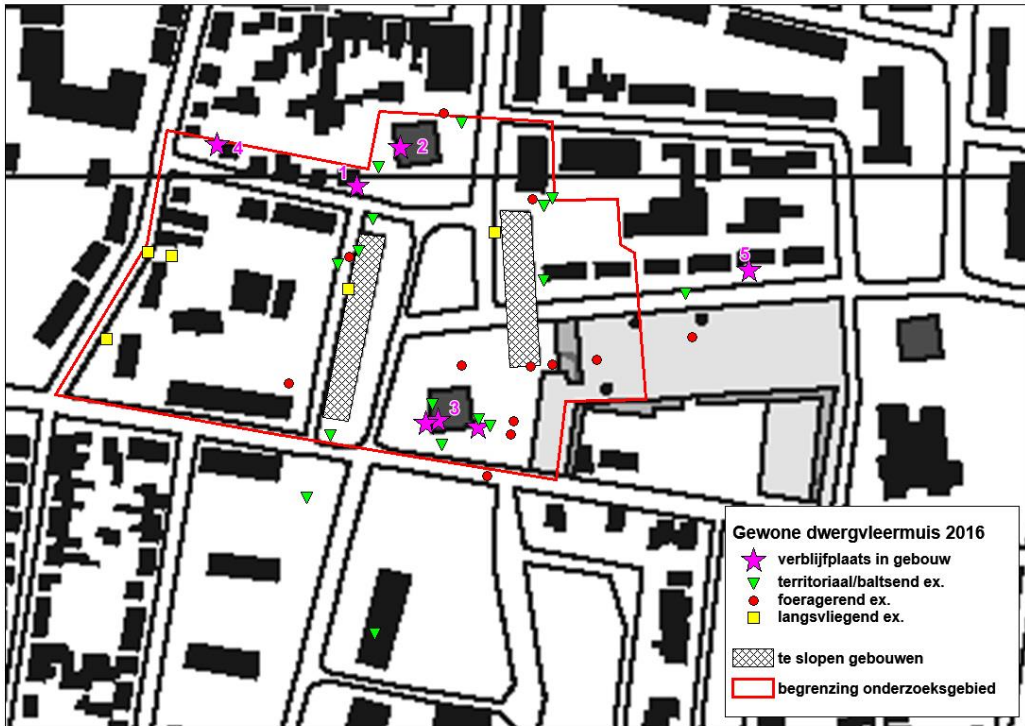 4
2
1
5
3
Gewone dwergvleermuis 2016
verblijfplaats in gebouw
territoriaal/baltsend ex.
foeragerend ex.
langsvliegend ex.
te slopen gebouwen
begrenzing onderzoeksgebied